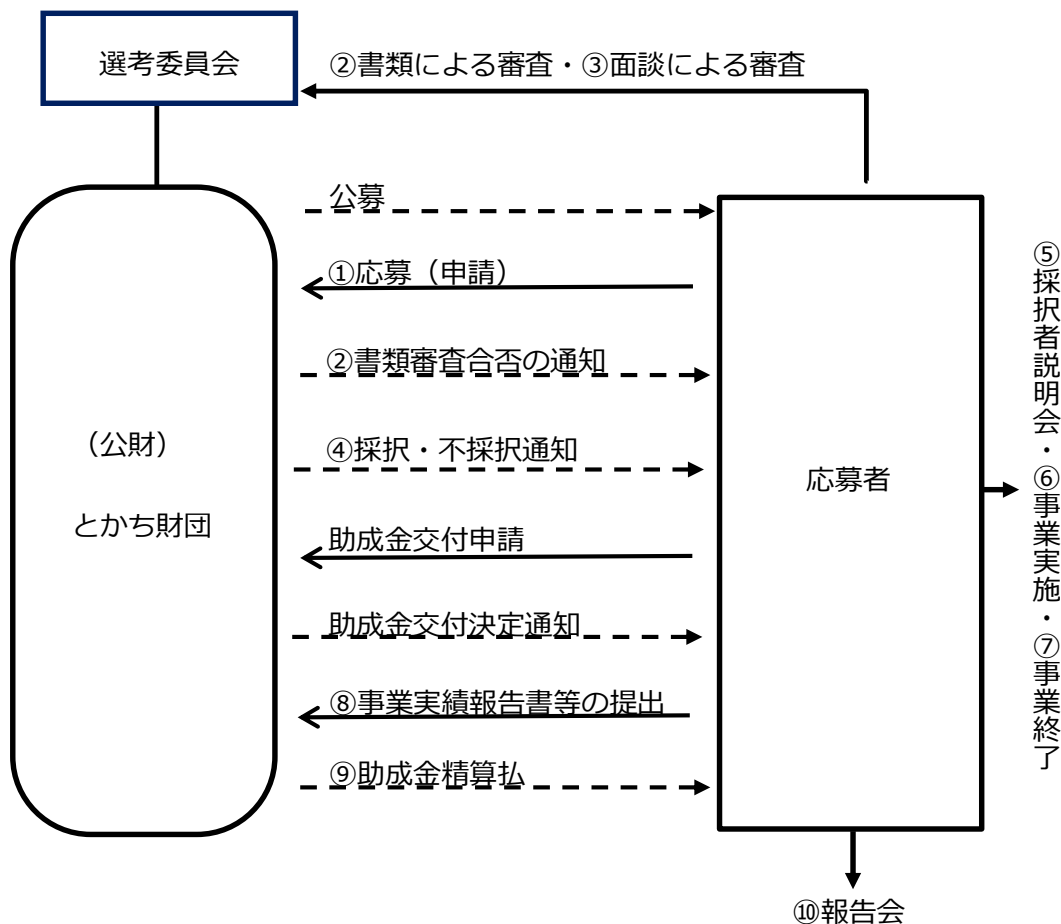 選考委員会
②書類による審査・③面談による審査
公募
①応募（申請）
②書類審査合否の通知
（公財）
とかち財団
④採択・不採択通知
助成金交付申請
助成金交付決定通知
⑧事業実績報告書等の提出
⑨助成金精算払
応募者
⑤採択者説明会・⑥事業実施・⑦事業終了
⑩報告会